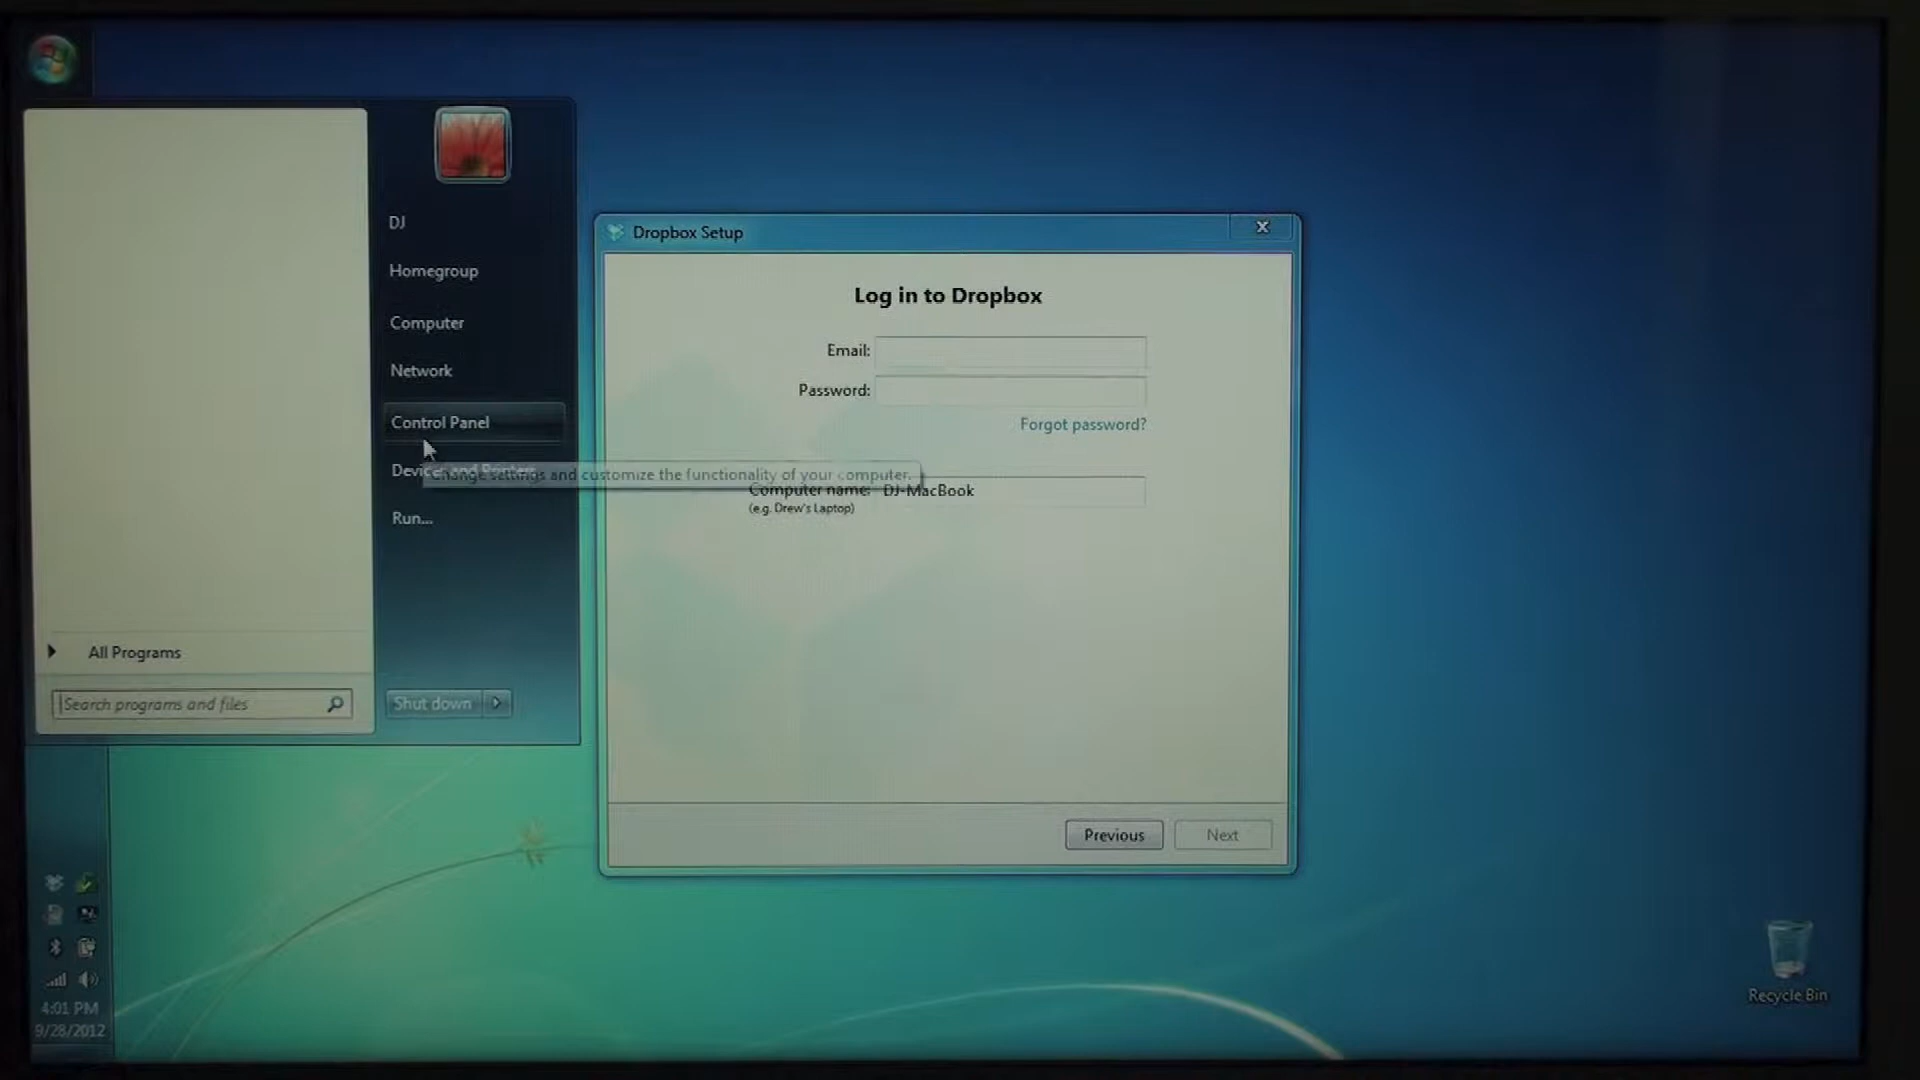 DJ
Homegroup
Computer
Network
Control Panel
Devices and Printers
Change settings and customize the functionality of your computer.
Run...
All Programs
Search programs and files
Shut down
Dropbox Setup
Log in to Dropbox
Email:
Password:
Forgot password?
Computer name: DJ-MacBook
(e.g. Drew's Laptop)
Previous
Next
4:01 PM
9/28/2012
Recycle Bin